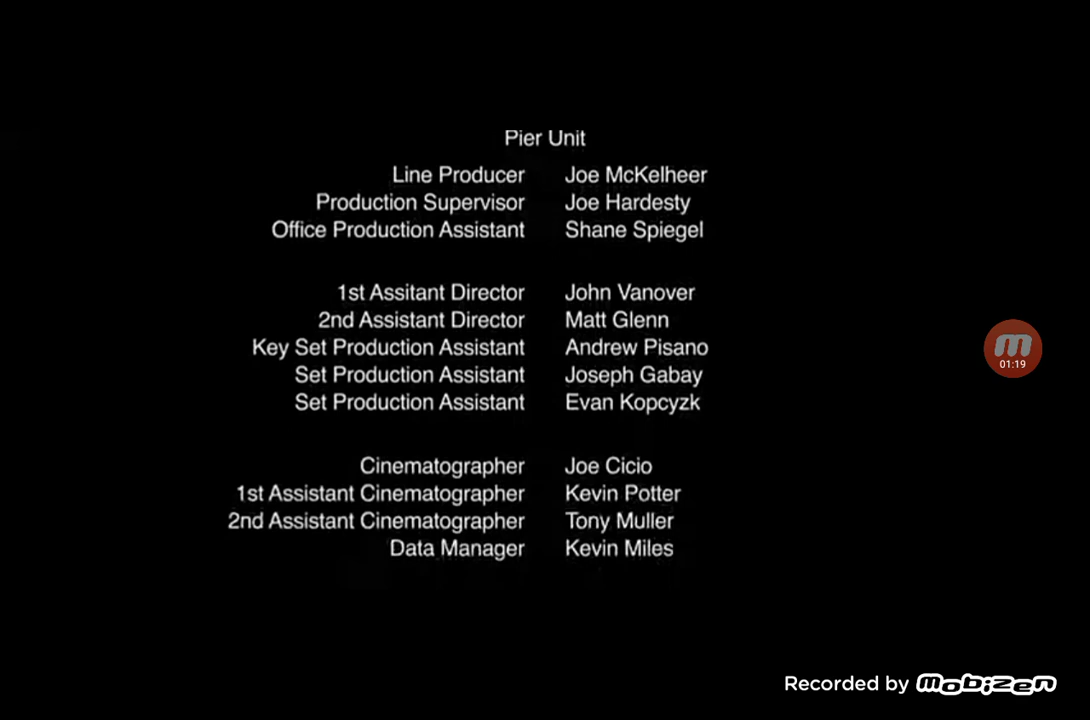 Pier Unit
Line Producer Joe McKelheer
Production Supervisor Joe Hardesty
Office Production Assistant Shane Spiegel
1st Assitant Director John Vanover
2nd Assistant Director Matt Glenn
Key Set Production Assistant Andrew Pisano
Set Production Assistant Joseph Gabay
Set Production Assistant Evan Kopcyzk
Cinematographer Joe Cicio
1st Assistant Cinematographer Kevin Potter
2nd Assistant Cinematographer Tony Muller
Data Manager Kevin Miles
m
01:19
Recorded by mobizen